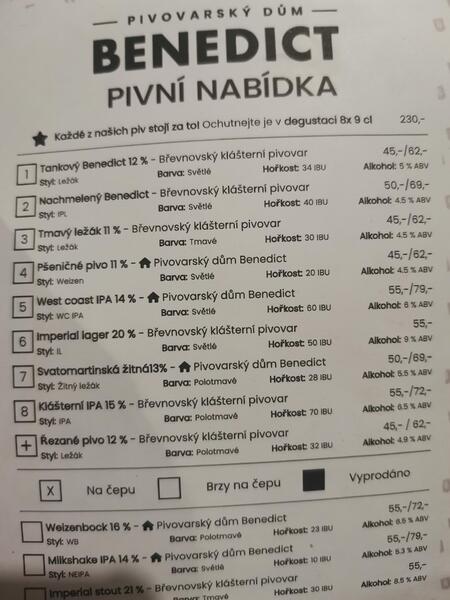 PIVOVARSKÝ DŮM
BENEDICT
PIVNÍ NABÍDKA
★ Každé z našich piv stojí za to! Ochutnejte je v degustaci 8x 9 cl 230,-
1 Tankový Benedict 12 % - Břevnovský klášterní pivovar 45,-/62,-
Styl: Ležák Barva: Světlé Hořkost: 34 IBU Alkohol: 5 % ABV
2 Nachmelený Benedict - Břevnovský klášterní pivovar 50,-/69,-
Styl: IPL Barva: Světlé Hořkost: 40 IBU Alkohol: 4.5 % ABV
3 Tmavý ležák 11 % - Břevnovský klášterní pivovar 45,-/62,-
Styl: Ležák Barva: Tmavé Hořkost: 30 IBU Alkohol: 4.5 % ABV
4 Pšeničné pivo 11 % - Pivovarský dům Benedict 45,-/62,-
Styl: Weizen Barva: Světlé Hořkost: 20 IBU Alkohol: 4.5 % ABV
5 West coast IPA 14 % - Pivovarský dům Benedict 55,-/79,-
Styl: WC IPA Barva: Světlé Hořkost: 60 IBU Alkohol: 6 % ABV
6 Imperial lager 20 % - Břevnovský klášterní pivovar 55,-
Styl: IL Barva: Světlé Hořkost: 50 IBU Alkohol: 9 % ABV
7 Svatomartinská žitná13% - Pivovarský dům Benedict 50,-/69,-
Styl: Žitný ležák Barva: Polotmavé Hořkost: 28 IBU Alkohol: 5.5 % ABV
8 Klášterní IPA 15 % - Břevnovský klášterní pivovar 55,-/72,-
Styl: IPA Barva: Polotmavé Hořkost: 70 IBU Alkohol: 6.5 % ABV
+ Řezané pivo 12 % - Břevnovský klášterní pivovar 45,- / 62,-
Styl: Ležák Barva: Polotmavé Hořkost: 32 IBU Alkohol: 4.9 % ABV
X Na čepu Brzy na čepu Vyprodáno
Weizenbock 16 % - Pivovarský dům Benedict 55,-/72,-
Styl: WB Barva: Polotmavé Hořkost: 23 IBU Alkohol: 6.5 % ABV
Milkshake IPA 14 % - Pivovarský dům Benedict 55,-/79,-
Styl: NEIPA Barva: Světlé Hořkost: 10 IBU Alkohol: 5.3 % ABV
Imperial stout 21 % - Břevnovský klášterní pivovar 55,-
Barva: Tmavé Hořkost: 30 IBU Alkohol: 8.5 % ABV